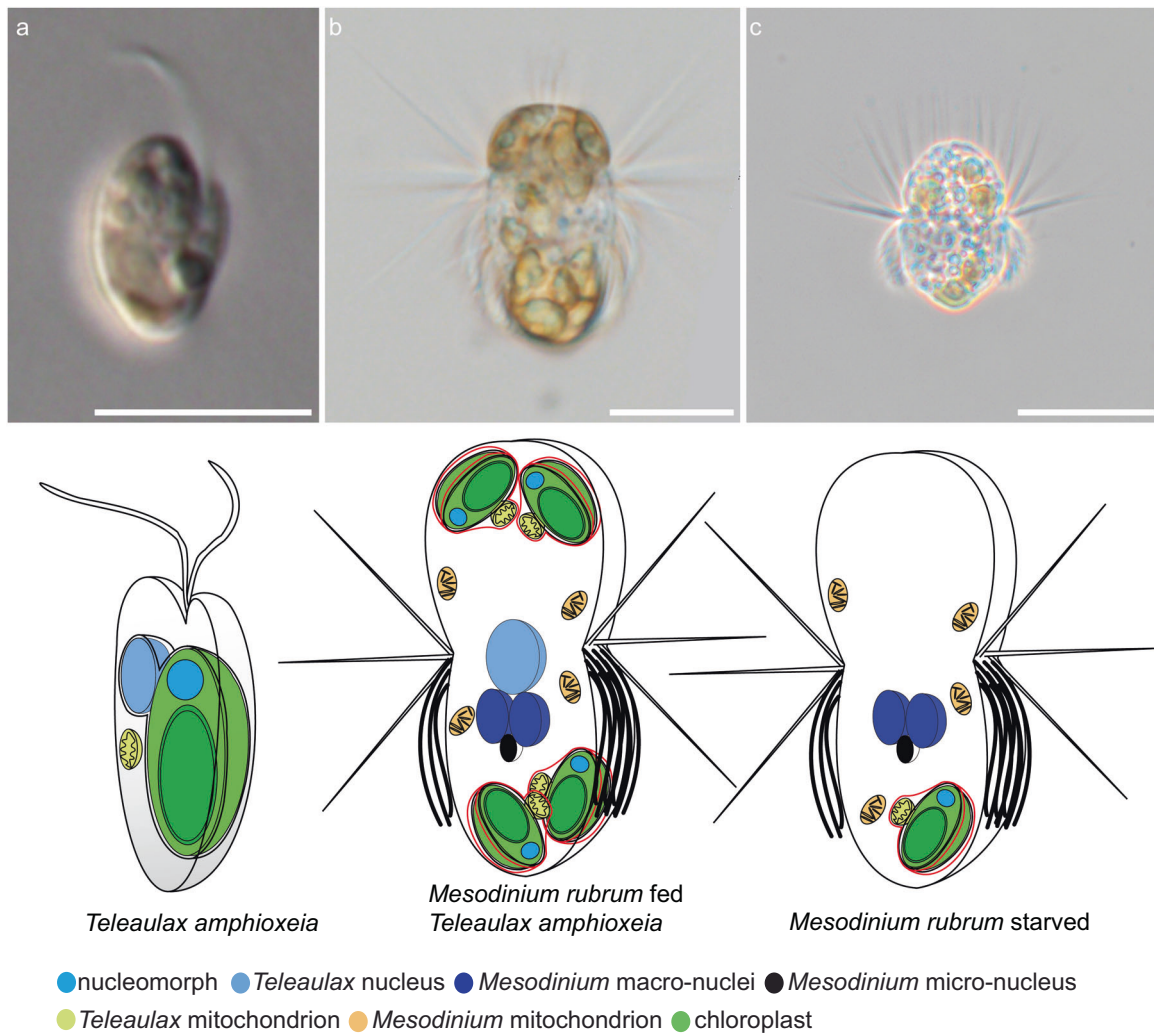 a
b
c
Teleaulax amphioxeia
Mesodinium rubrum fed
Teleaulax amphioxeia
Mesodinium rubrum starved
nucleomorph Teleaulax nucleus Mesodinium macro-nuclei Mesodinium micro-nucleus
Teleaulax mitochondrion Mesodinium mitochondrion chloroplast